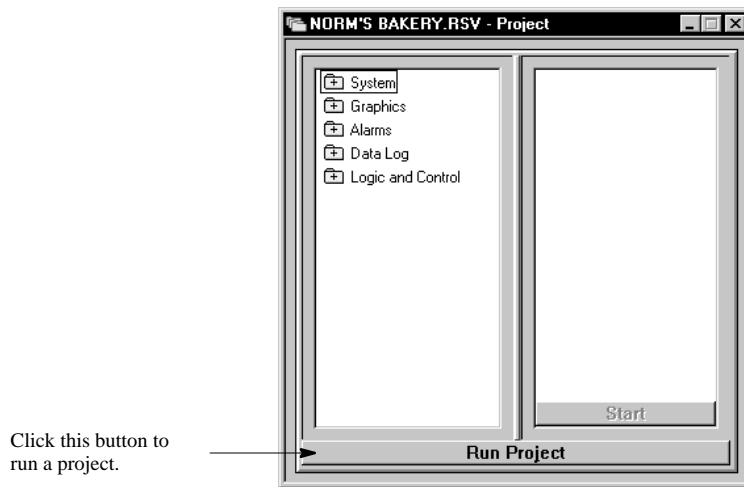 NORM'S BAKERY.RSV - Project
System
Graphics
Alarms
Data Log
Logic and Control
Start
Run Project
Click this button to
run a project.